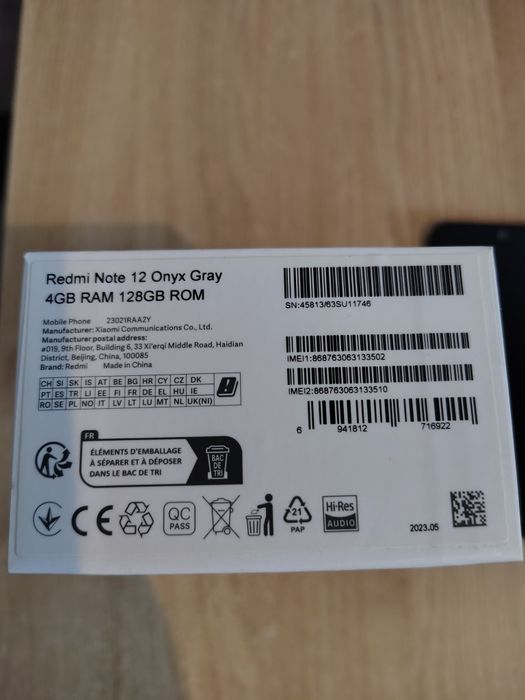 Redmi Note 12 Onyx Gray
4GB RAM 128GB ROM
Mobile Phone 23021RAA2Y
Manufacturer: Xiaomi Communications Co., Ltd.
Manufacturer postal address:
#019, 9th Floor, Building 6, 33 Xi'erqi Middle Road, Haidian
District, Beijing, China, 100085
Brand: Redmi Made in China
CH SI SK IS AT BE BG HR CY CZ DK
PT ES TR LI EE FI FR DE EL HU IE
RO SE PL NO IT LV LT LU MT NL UK(NI)
SN:45813/63SU11746
IMEI1:868763063133502
IMEI2:868763063133510
6 941812 716922
FR
ÉLÉMENTS D'EMBALLAGE
À SÉPARER ET À DÉPOSER
DANS LE BAC DE TRI
BAC
DE
TRI
CE
QC
PASS
21
PAP
Hi-Res
AUDIO
2023.05